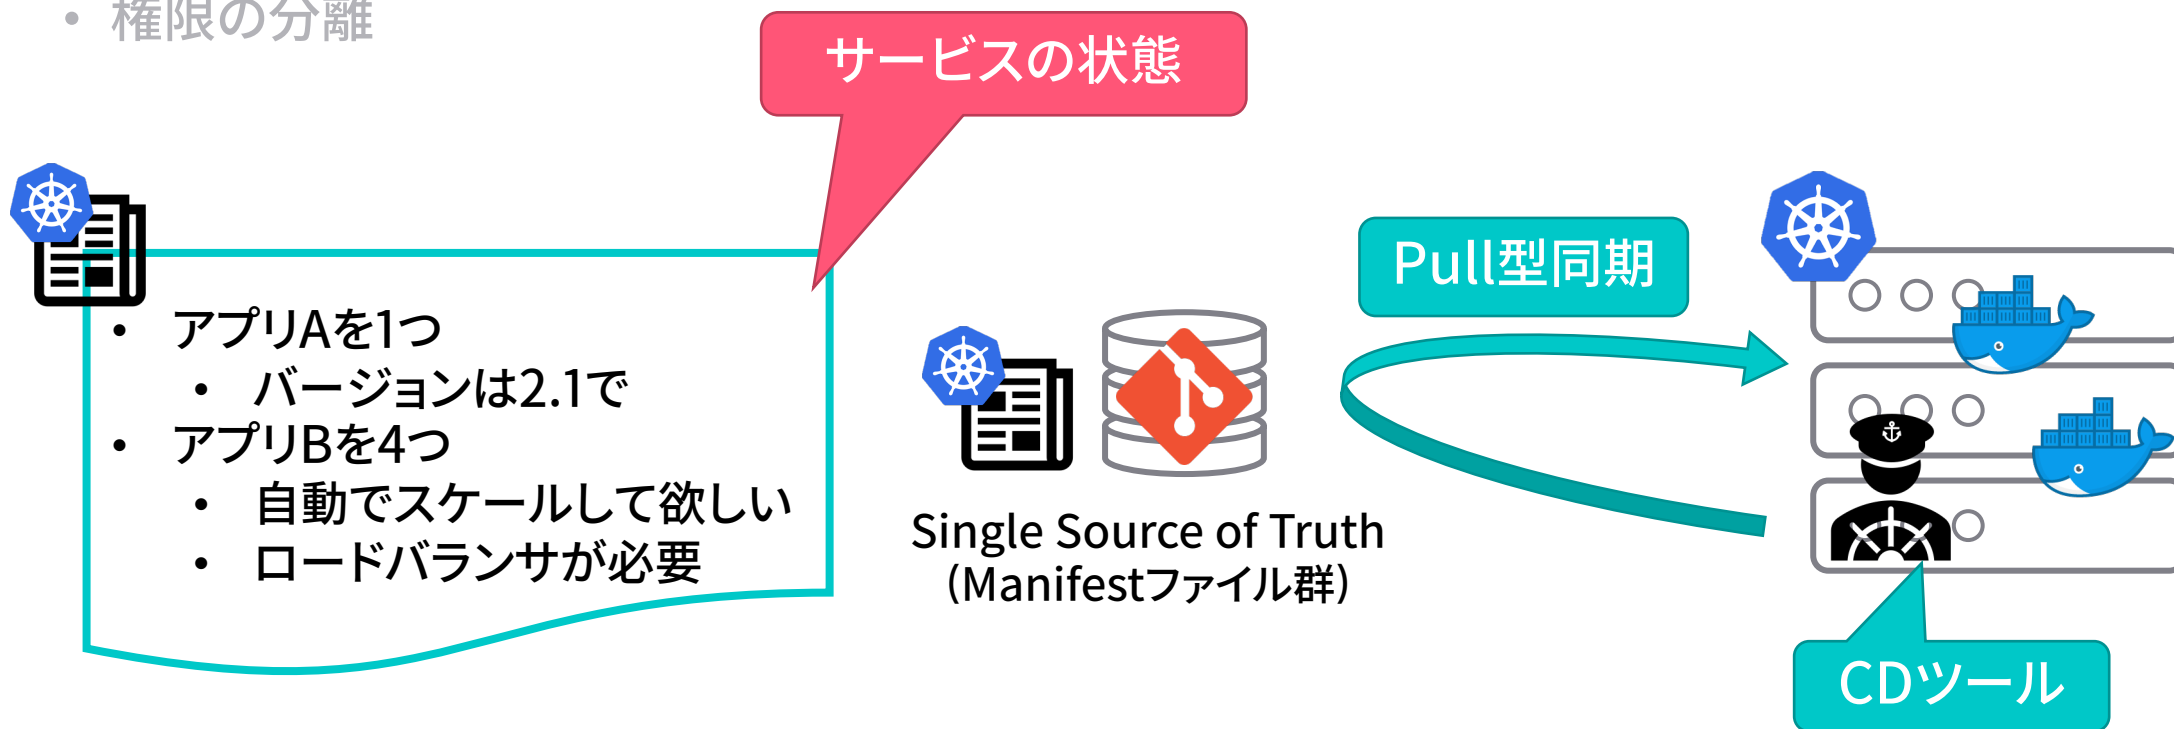 • 権限の分離
サービスの状態
• アプリAを1つ
• バージョンは2.1で
• アプリBを4つ
• 自動でスケールして欲しい
• ロードバランサが必要
Single Source of Truth
(Manifestファイル群)
Pull型同期
CDツール